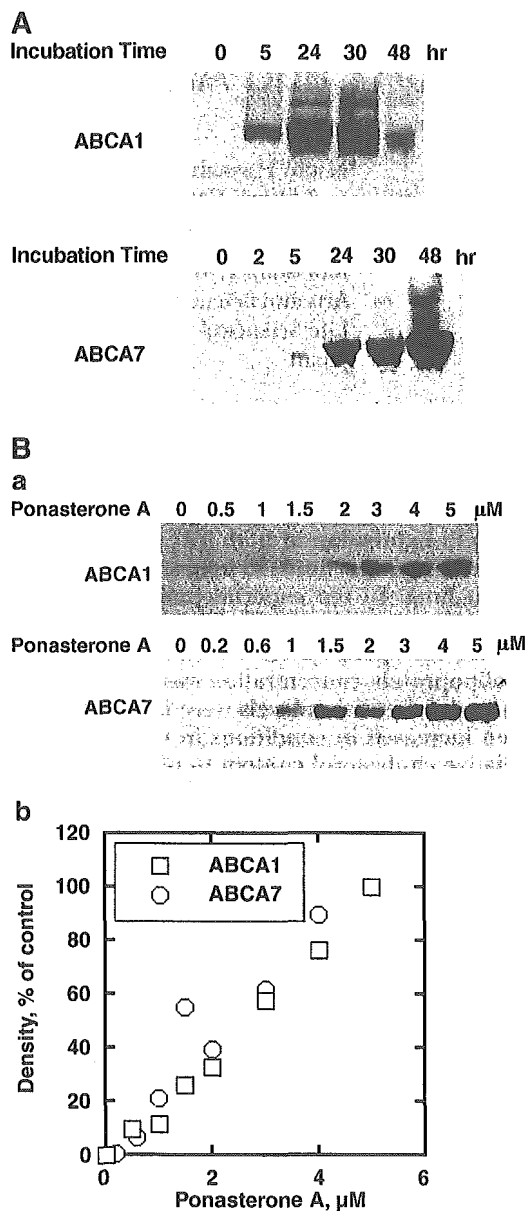 A
Incubation Time 0 5 24 30 48 hr
ABCA1
Incubation Time 0 2 5 24 30 48 hr
ABCA7
B
a
Ponasterone A 0 0.5 1 1.5 2 3 4 5 μM
ABCA1
Ponasterone A 0 0.2 0.6 1 1.5 2 3 4 5 μM
ABCA7
b
120
100
80
60
40
20
0
Density, % of control
ABCA1
ABCA7
0 2 4 6
Ponasterone A, μM